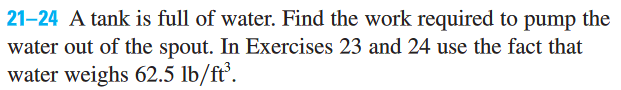 21–24 A tank is full of water. Find the work required to pump the
water out of the spout. In Exercises 23 and 24 use the fact that
water weighs 62.5 lb/ft³.